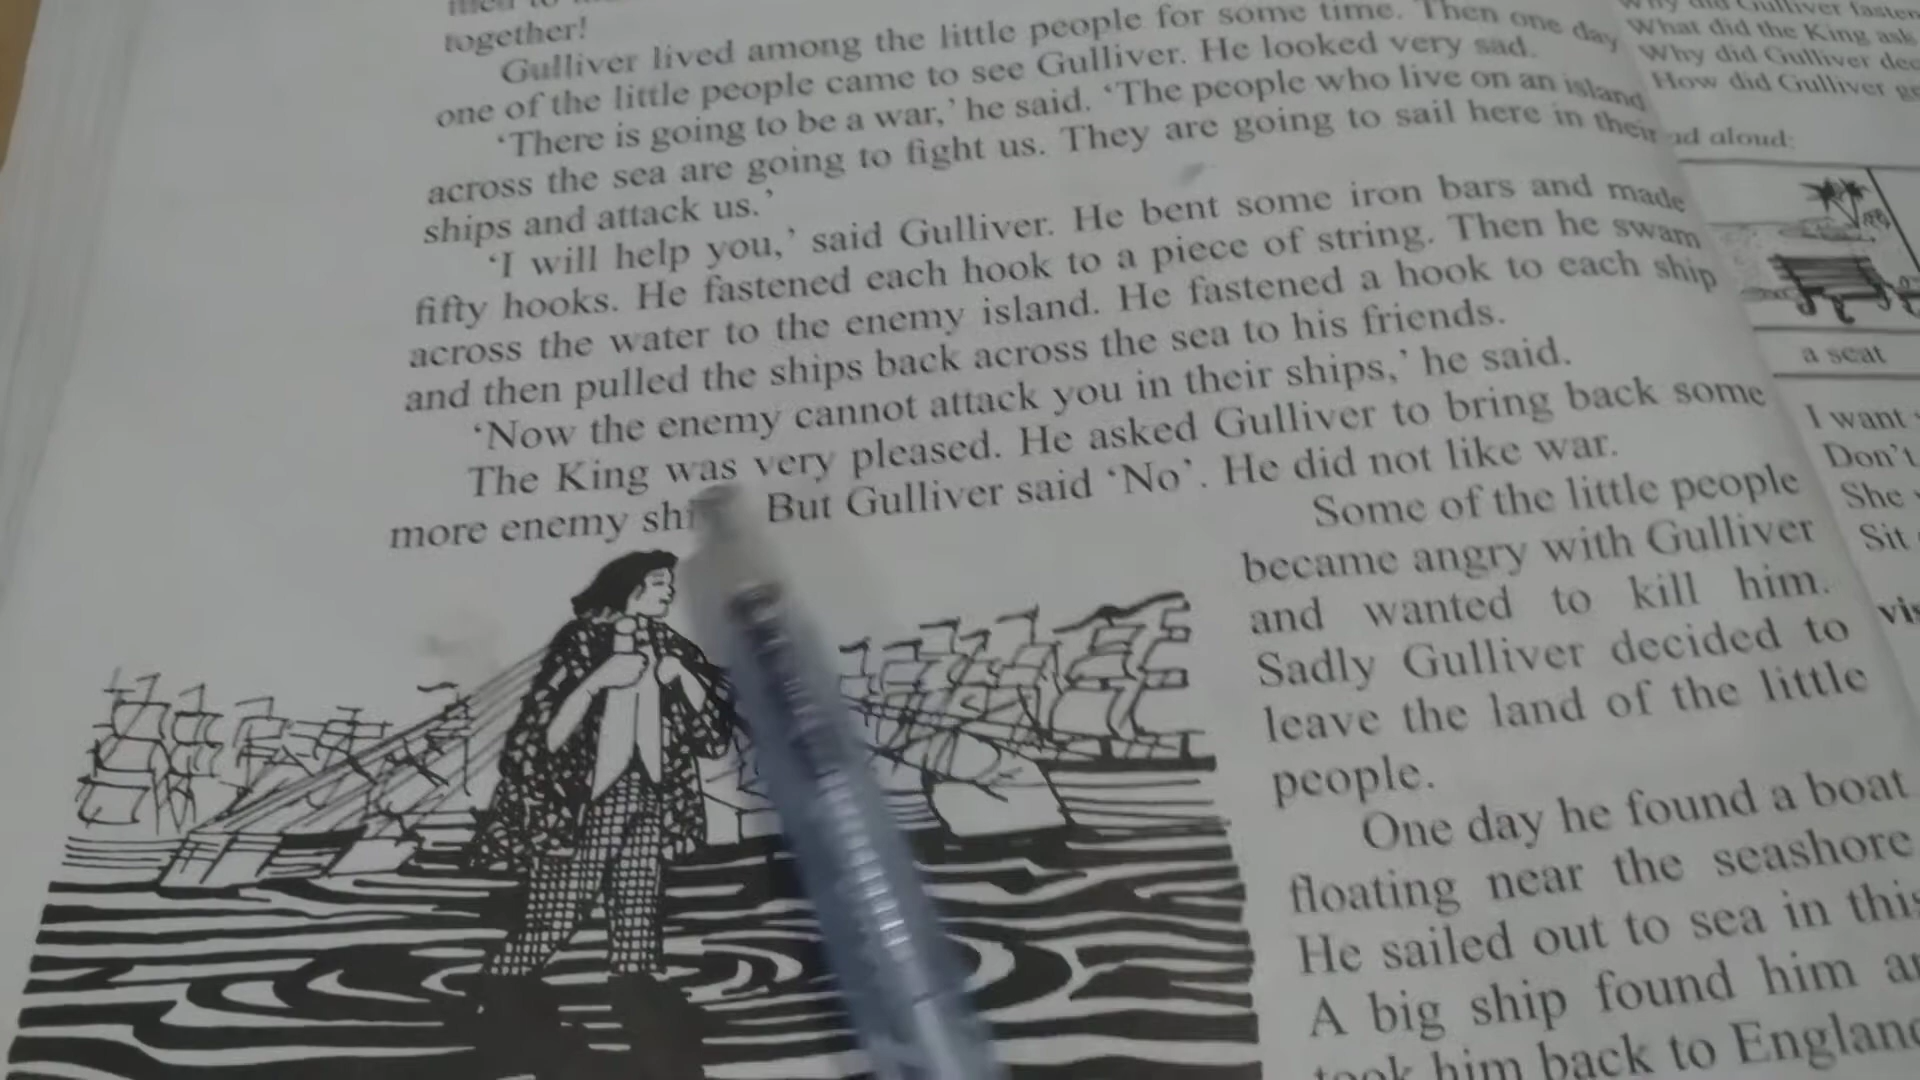 together!
Gulliver lived among the little people for some time. Then one day
one of the little people came to see Gulliver. He looked very sad.
‘There is going to be a war,’ he said. ‘The people who live on an island
across the sea are going to fight us. They are going to sail here in their
ships and attack us.’
‘I will help you,’ said Gulliver. He bent some iron bars and made
fifty hooks. He fastened each hook to a piece of string. Then he swam
across the water to the enemy island. He fastened a hook to each ship
and then pulled the ships back across the sea to his friends.
‘Now the enemy cannot attack you in their ships,’ he said.
The King was very pleased. He asked Gulliver to bring back some
more enemy But Gulliver said ‘No’. He did not like war.
Some of the little people
became angry with Gulliver
and wanted to kill him.
Sadly Gulliver decided to
leave the land of the little
people.
One day he found a boat
floating near the seashore
He sailed out to sea in this
A big ship found him
took him back to England
Why did Gulliver
What did the King ask
Why did Gulliver
How did Gulliver
aloud:
a seat
I want
Don't
She
Sit